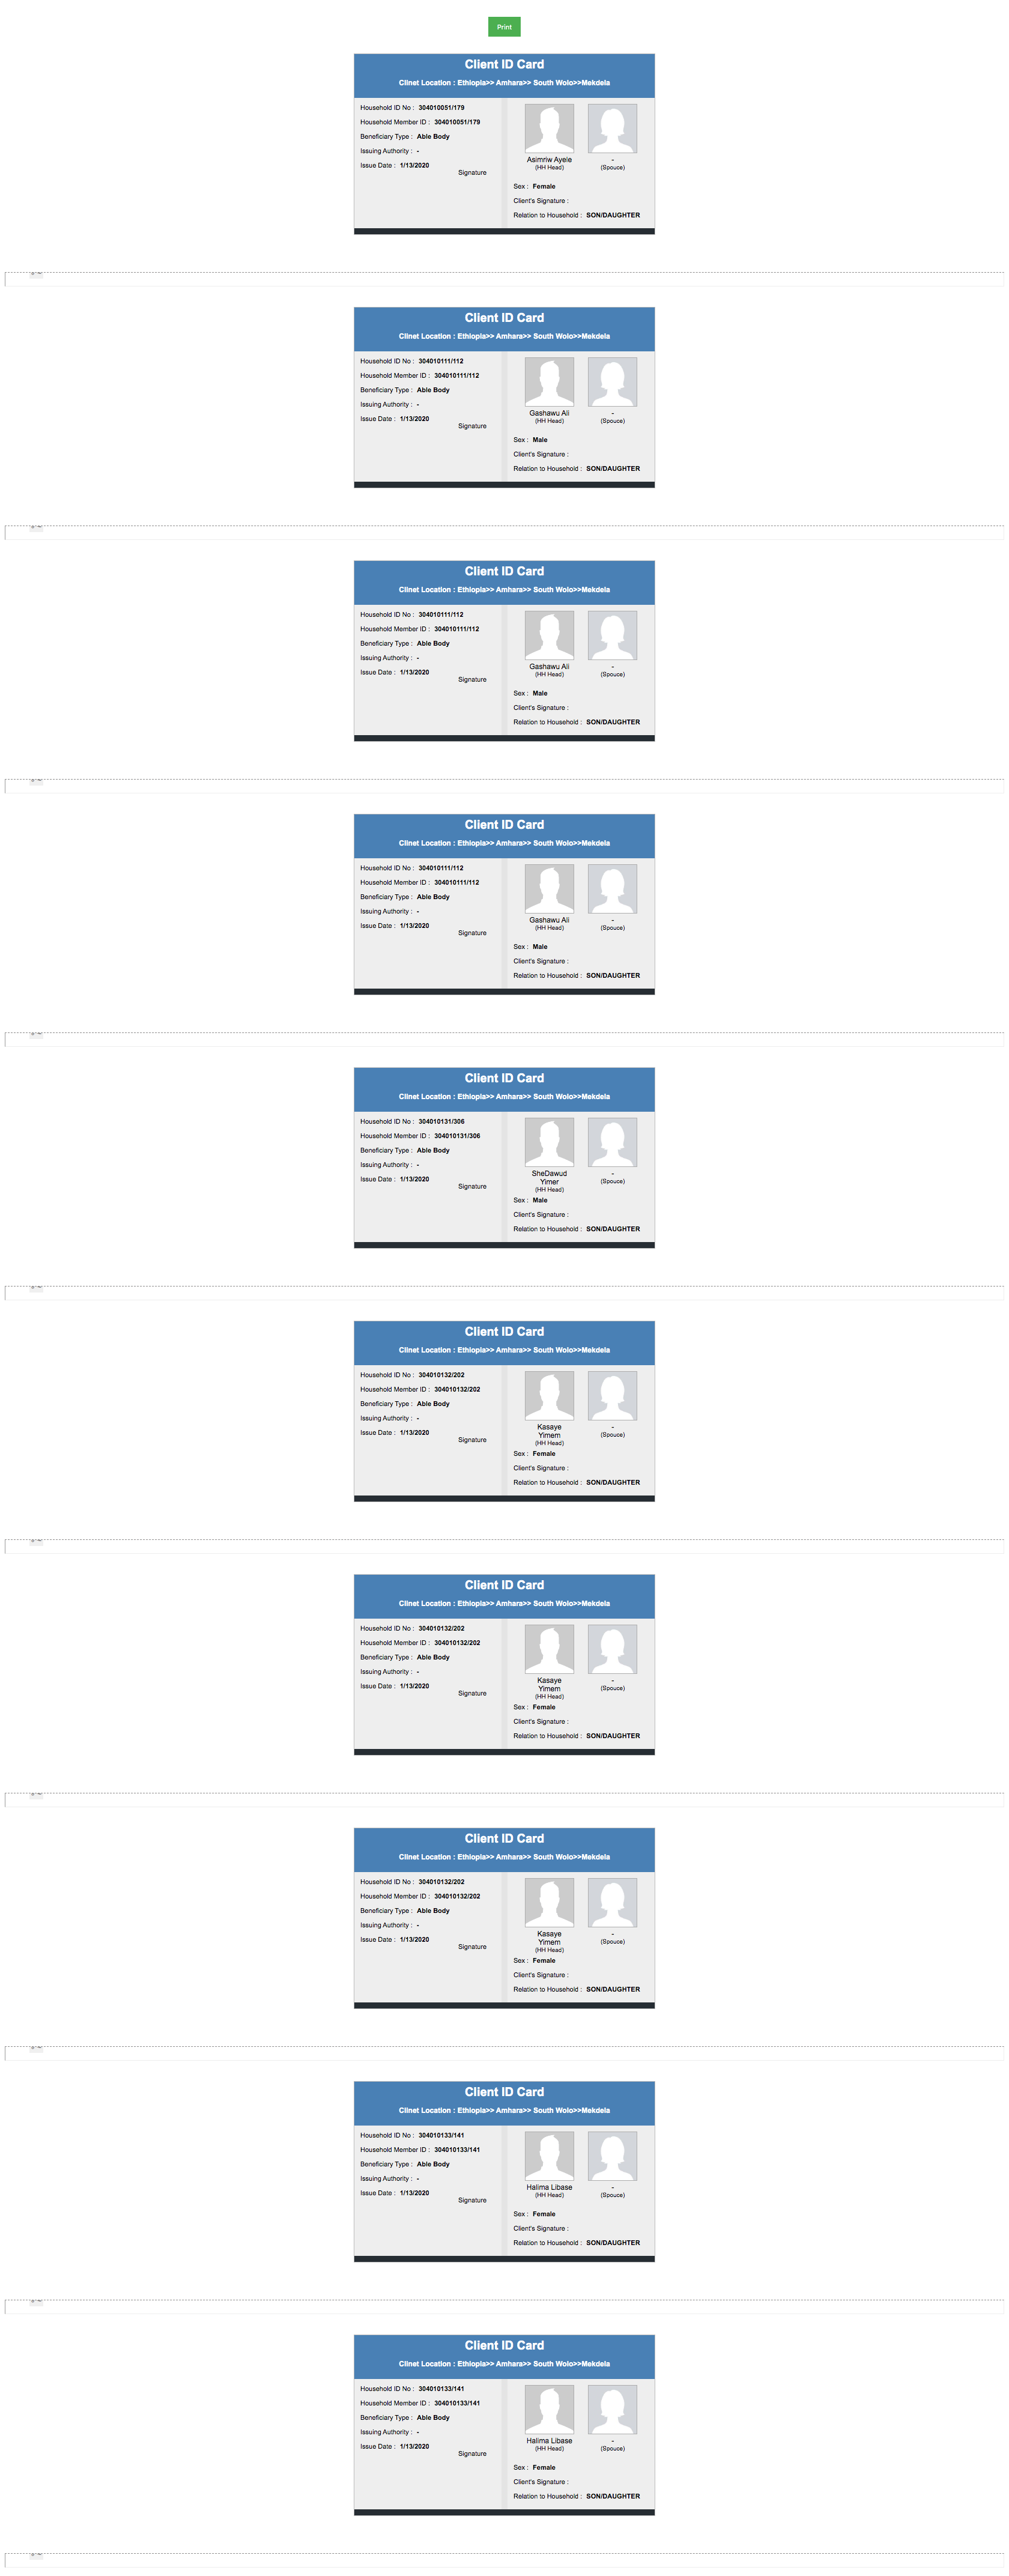 Print
Client ID Card
Clinet Location : Ethiopia>> Amhara>> South Wolo>>Mekdela
Household ID No : 304010051/179
Household Member ID : 304010051/179
Beneficiary Type : Able Body
Issuing Authority : -
Issue Date : 1/13/2020
Signature
Asimriw Ayele
(HH Head)
-
(Spouce)
Sex : Female
Client's Signature :
Relation to Household : SON/DAUGHTER
Client ID Card
Clinet Location : Ethiopia>> Amhara>> South Wolo>>Mekdela
Household ID No : 304010111/112
Household Member ID : 304010111/112
Beneficiary Type : Able Body
Issuing Authority : -
Issue Date : 1/13/2020
Signature
Gashawu Ali
(HH Head)
-
(Spouce)
Sex : Male
Client's Signature :
Relation to Household : SON/DAUGHTER
Client ID Card
Clinet Location : Ethiopia>> Amhara>> South Wolo>>Mekdela
Household ID No : 304010111/112
Household Member ID : 304010111/112
Beneficiary Type : Able Body
Issuing Authority : -
Issue Date : 1/13/2020
Signature
Gashawu Ali
(HH Head)
-
(Spouce)
Sex : Male
Client's Signature :
Relation to Household : SON/DAUGHTER
Client ID Card
Clinet Location : Ethiopia>> Amhara>> South Wolo>>Mekdela
Household ID No : 304010111/112
Household Member ID : 304010111/112
Beneficiary Type : Able Body
Issuing Authority : -
Issue Date : 1/13/2020
Signature
Gashawu Ali
(HH Head)
-
(Spouce)
Sex : Male
Client's Signature :
Relation to Household : SON/DAUGHTER
Client ID Card
Clinet Location : Ethiopia>> Amhara>> South Wolo>>Mekdela
Household ID No : 304010131/306
Household Member ID : 304010131/306
Beneficiary Type : Able Body
Issuing Authority : -
Issue Date : 1/13/2020
Signature
SheDawud
Yimer
(HH Head)
-
(Spouce)
Sex : Male
Client's Signature :
Relation to Household : SON/DAUGHTER
Client ID Card
Clinet Location : Ethiopia>> Amhara>> South Wolo>>Mekdela
Household ID No : 304010132/202
Household Member ID : 304010132/202
Beneficiary Type : Able Body
Issuing Authority : -
Issue Date : 1/13/2020
Signature
Kasaye
Yimem
(HH Head)
-
(Spouce)
Sex : Female
Client's Signature :
Relation to Household : SON/DAUGHTER
Client ID Card
Clinet Location : Ethiopia>> Amhara>> South Wolo>>Mekdela
Household ID No : 304010132/202
Household Member ID : 304010132/202
Beneficiary Type : Able Body
Issuing Authority : -
Issue Date : 1/13/2020
Signature
Kasaye
Yimem
(HH Head)
-
(Spouce)
Sex : Female
Client's Signature :
Relation to Household : SON/DAUGHTER
Client ID Card
Clinet Location : Ethiopia>> Amhara>> South Wolo>>Mekdela
Household ID No : 304010132/202
Household Member ID : 304010132/202
Beneficiary Type : Able Body
Issuing Authority : -
Issue Date : 1/13/2020
Signature
Kasaye
Yimem
(HH Head)
-
(Spouce)
Sex : Female
Client's Signature :
Relation to Household : SON/DAUGHTER
Client ID Card
Clinet Location : Ethiopia>> Amhara>> South Wolo>>Mekdela
Household ID No : 304010133/141
Household Member ID : 304010133/141
Beneficiary Type : Able Body
Issuing Authority : -
Issue Date : 1/13/2020
Signature
Halima Libase
(HH Head)
-
(Spouce)
Sex : Female
Client's Signature :
Relation to Household : SON/DAUGHTER
Client ID Card
Clinet Location : Ethiopia>> Amhara>> South Wolo>>Mekdela
Household ID No : 304010133/141
Household Member ID : 304010133/141
Beneficiary Type : Able Body
Issuing Authority : -
Issue Date : 1/13/2020
Signature
Halima Libase
(HH Head)
-
(Spouce)
Sex : Female
Client's Signature :
Relation to Household : SON/DAUGHTER